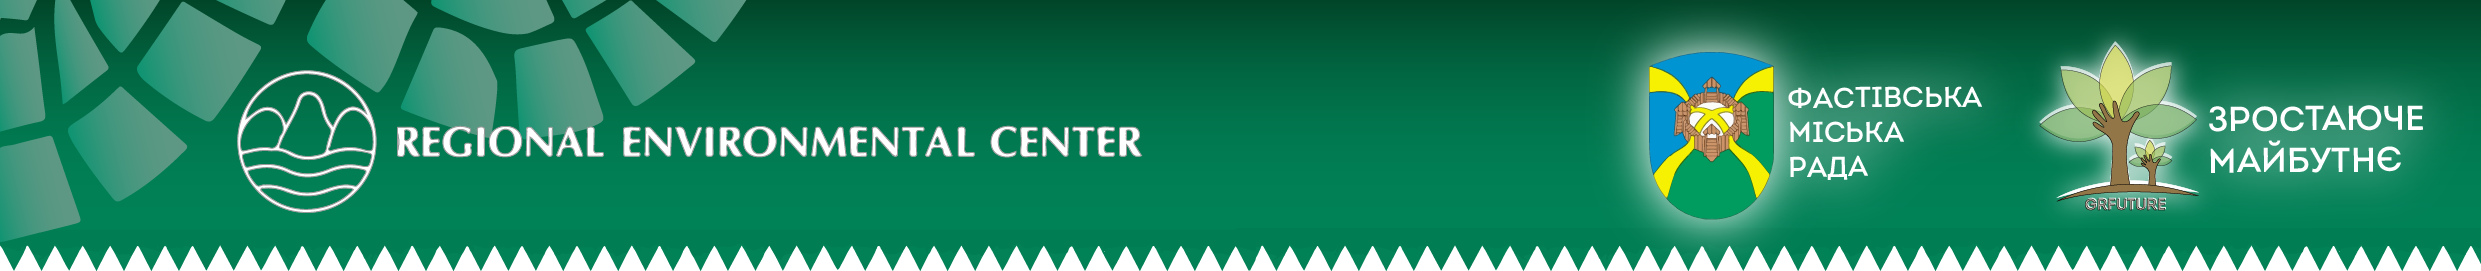 REGIONAL ENVIRONMENTAL CENTER
ФАСТІВСЬКА
МІСЬКА
РАДА
ЗРОСТАЮЧЕ
МАЙБУТНЄ
GRFUTURE